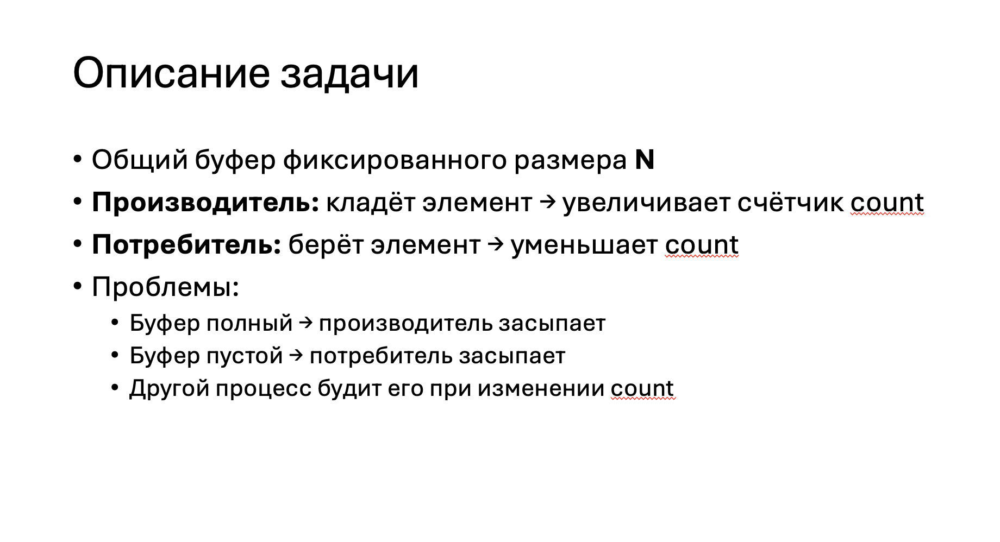 Описание задачи
• Общий буфер фиксированного размера N
• Производитель: кладёт элемент → увеличивает счётчик count
• Потребитель: берёт элемент → уменьшает count
• Проблемы:
• Буфер полный → производитель засыпает
• Буфер пустой → потребитель засыпает
• Другой процесс будит его при изменении count